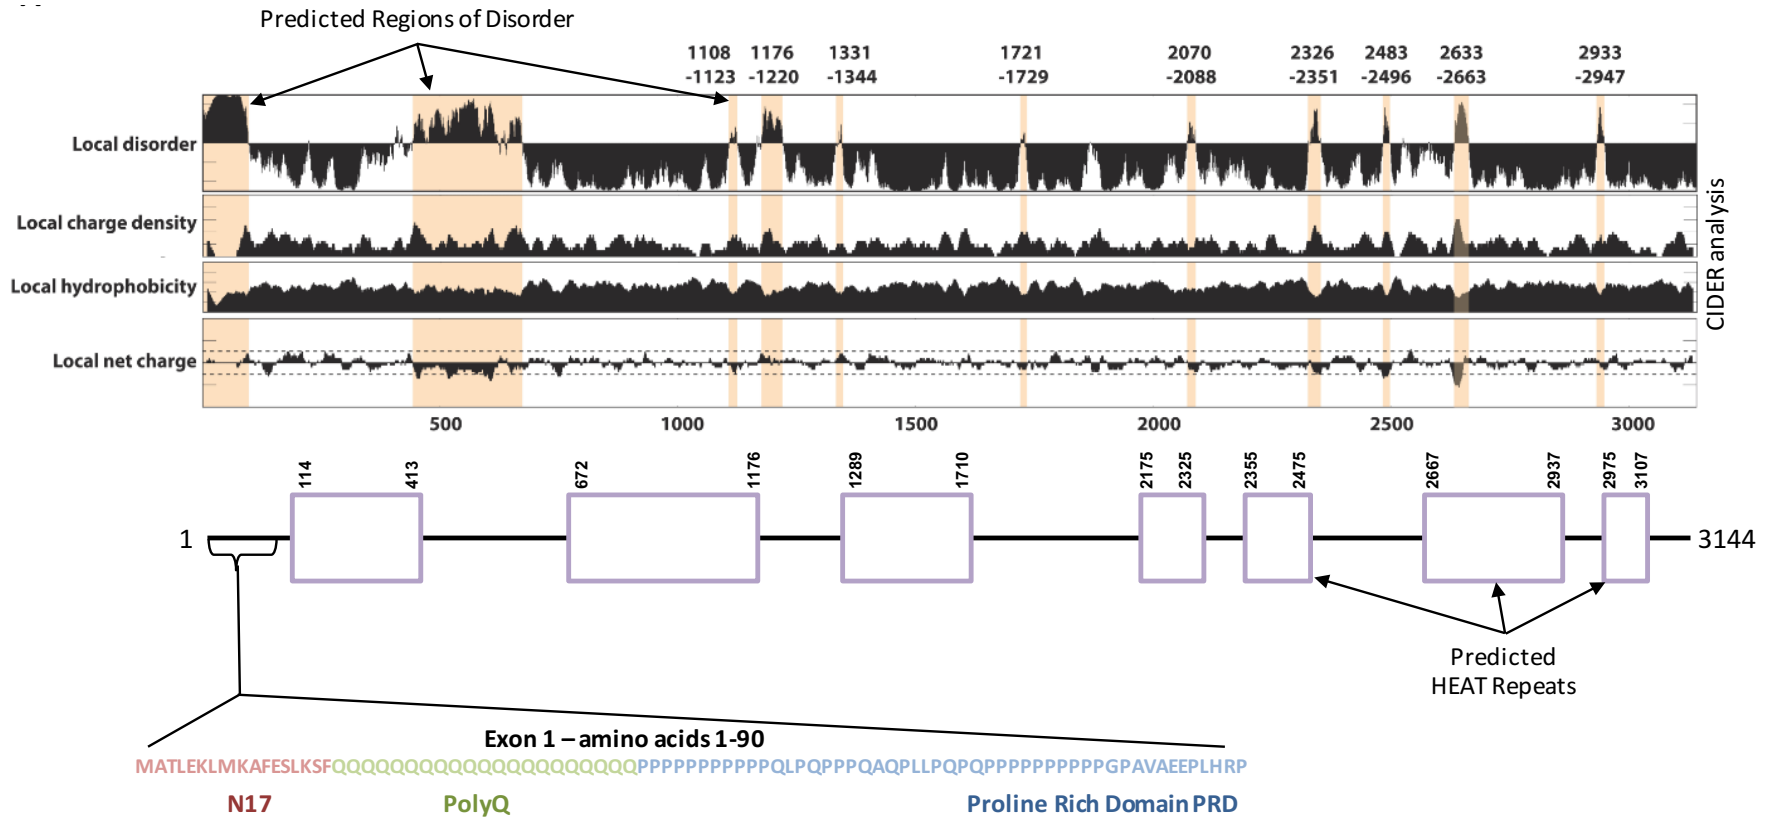 Predicted Regions of Disorder
1108 1176 1331 1721 2070 2326 2483 2633 2933
-1123 -1220 -1344 -1729 -2088 -2351 -2496 -2663 -2947
Local disorder
Local charge density
Local hydrophobicity
Local net charge
CIDER analysis
500 1000 1500 2000 2500 3000
114 413 672 1176 1289 1710 2175 2325 2355 2475 2667 2937 2975 3107
1 3144
Predicted
HEAT Repeats
Exon 1 – amino acids 1-90
MATLEKLMKAFESLKSFQQQQQQQQQQQQQQQQQQQQQPPPPPPPPPPPQLPQPPPQAQPLLPQPQPPPPPPPPPPGPAVAEEPLHRP
N17 PolyQ Proline Rich Domain PRD